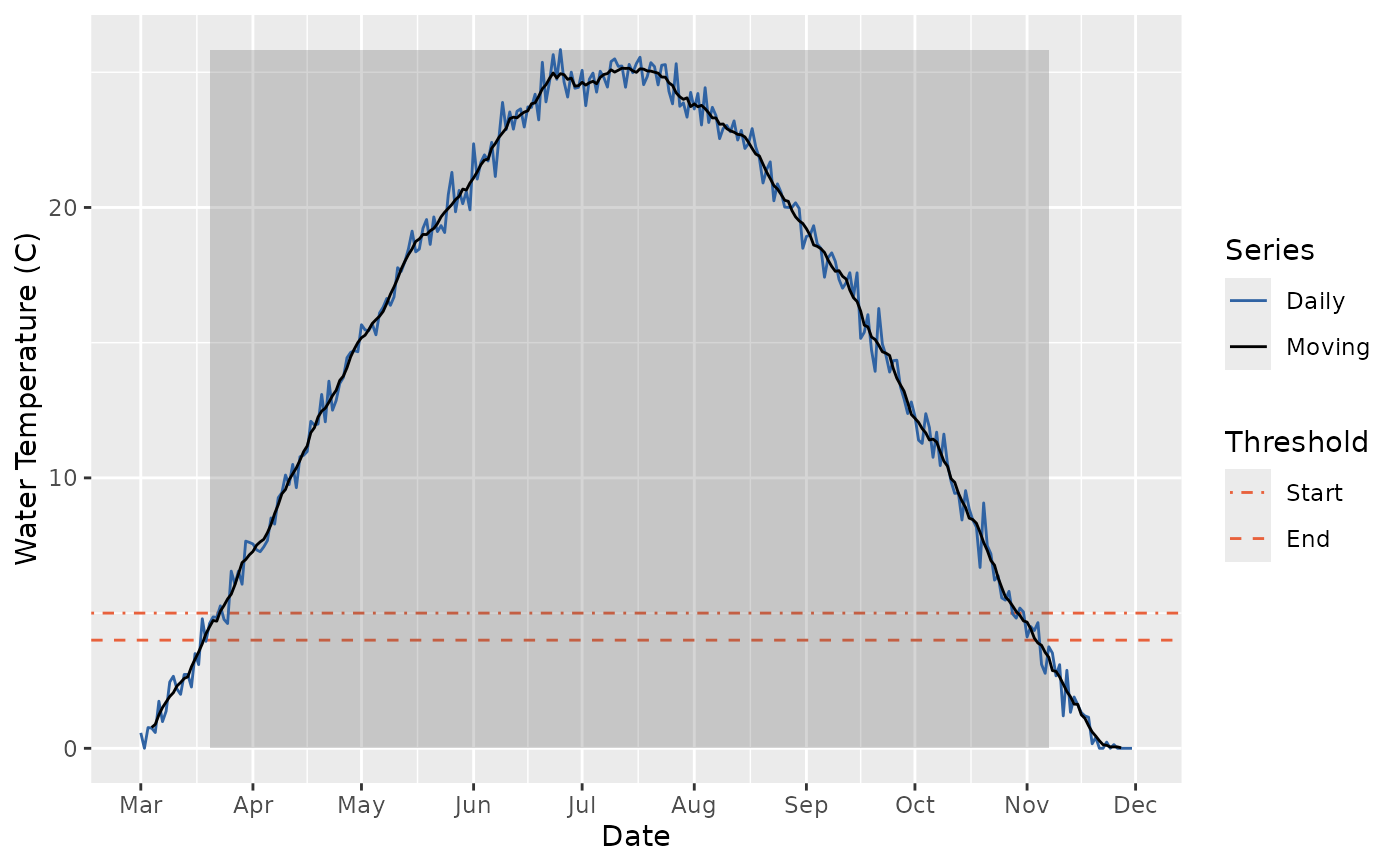 Water Temperature (C)
20
10
0
Mar Apr May Jun Jul Aug Sep Oct Nov Dec
Date
Series
Daily
Moving
Threshold
Start
End